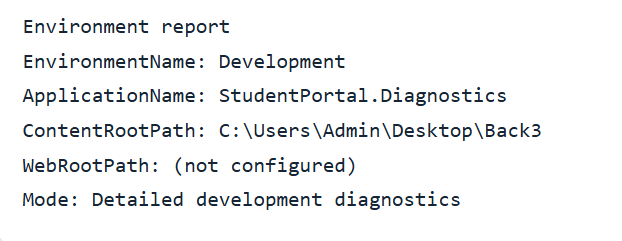 Environment report
EnvironmentName: Development
ApplicationName: StudentPortal.Diagnostics
ContentRootPath: C:\Users\Admin\Desktop\Back3
WebRootPath: (not configured)
Mode: Detailed development diagnostics